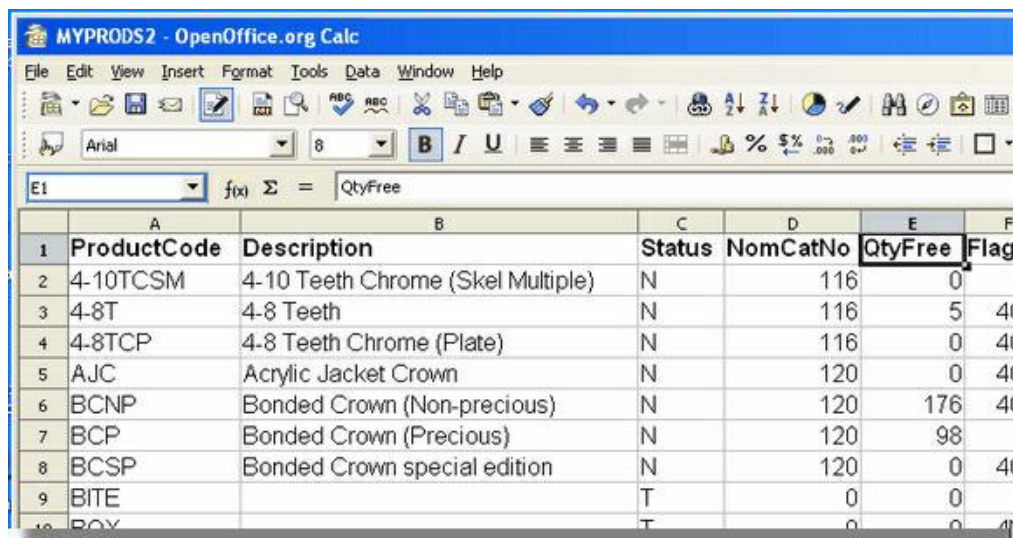 MYPRODS2 - OpenOffice.org Calc
File Edit View Insert Format Tools Data Window Help
Arial 8 B I U
E1 f(x) Σ = QtyFree
A B C D E F
1 ProductCode Description Status NomCatNo QtyFree Flag
2 4-10TCSM 4-10 Teeth Chrome (Skel Multiple) N 116 0
3 4-8T 4-8 Teeth N 116 5
4 4-8TCP 4-8 Teeth Chrome (Plate) N 116 0
5 AJC Acrylic Jacket Crown N 120 0
6 BCNP Bonded Crown (Non-precious) N 120 176
7 BCP Bonded Crown (Precious) N 120 98
8 BCSP Bonded Crown special edition N 120 0
9 BITE T 0 0
10 BOX T 0 0